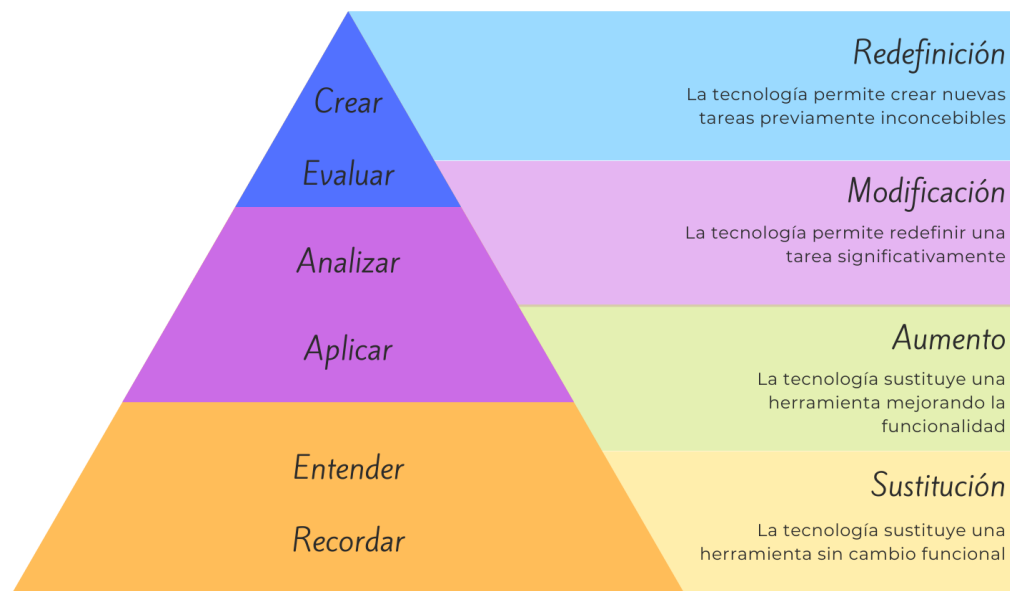 Crear
Evaluar
Analizar
Aplicar
Entender
Recordar
Redefinición
La tecnología permite crear nuevas
tareas previamente inconcebibles
Modificación
La tecnología permite redefinir una
tarea significativamente
Aumento
La tecnología sustituye una
herramienta mejorando la
funcionalidad
Sustitución
La tecnología sustituye una
herramienta sin cambio funcional